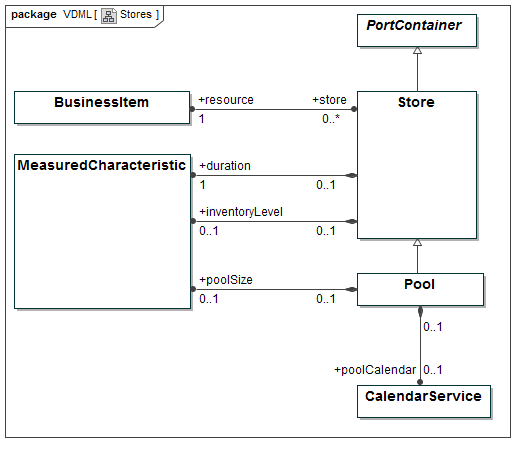 package VDML [ Stores ]
PortContainer
BusinessItem
+resource
+store
Store
1
0..*
MeasuredCharacteristic
+duration
1
0..1
+inventoryLevel
0..1
0..1
+poolSize
Pool
0..1
0..1
0..1
+poolCalendar
0..1
CalendarService